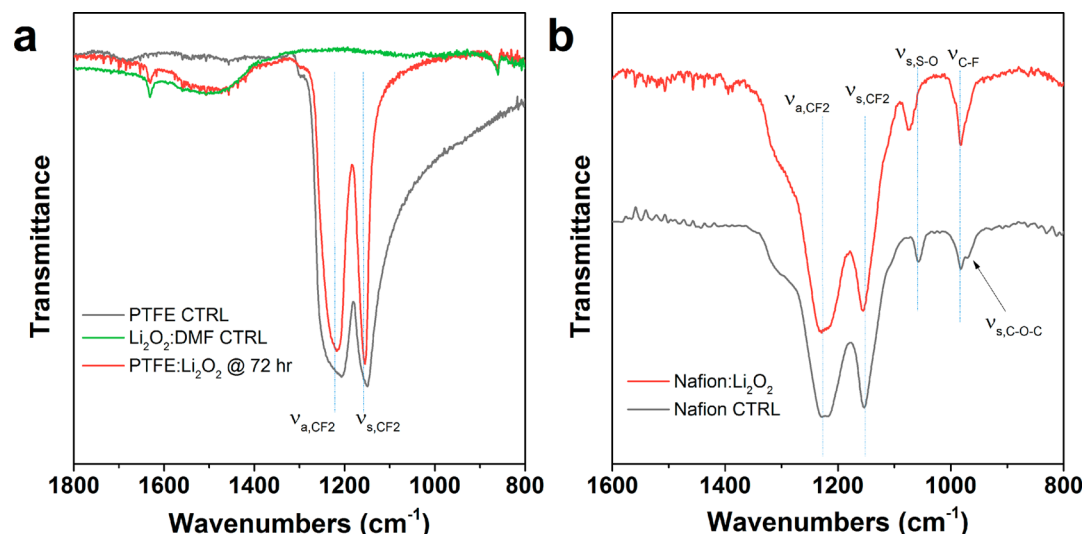 a
Transmittance
PTFE CTRL
Li₂O₂:DMF CTRL
PTFE:Li₂O₂ @ 72 hr
νa,CF2
νs,CF2
1800 1600 1400 1200 1000 800
Wavenumbers (cm⁻¹)
b
Transmittance
νa,CF2
νs,CF2
νs,S-O
νC-F
νs,C-O-C
Nafion:Li₂O₂
Nafion CTRL
1600 1400 1200 1000 800
Wavenumbers (cm⁻¹)